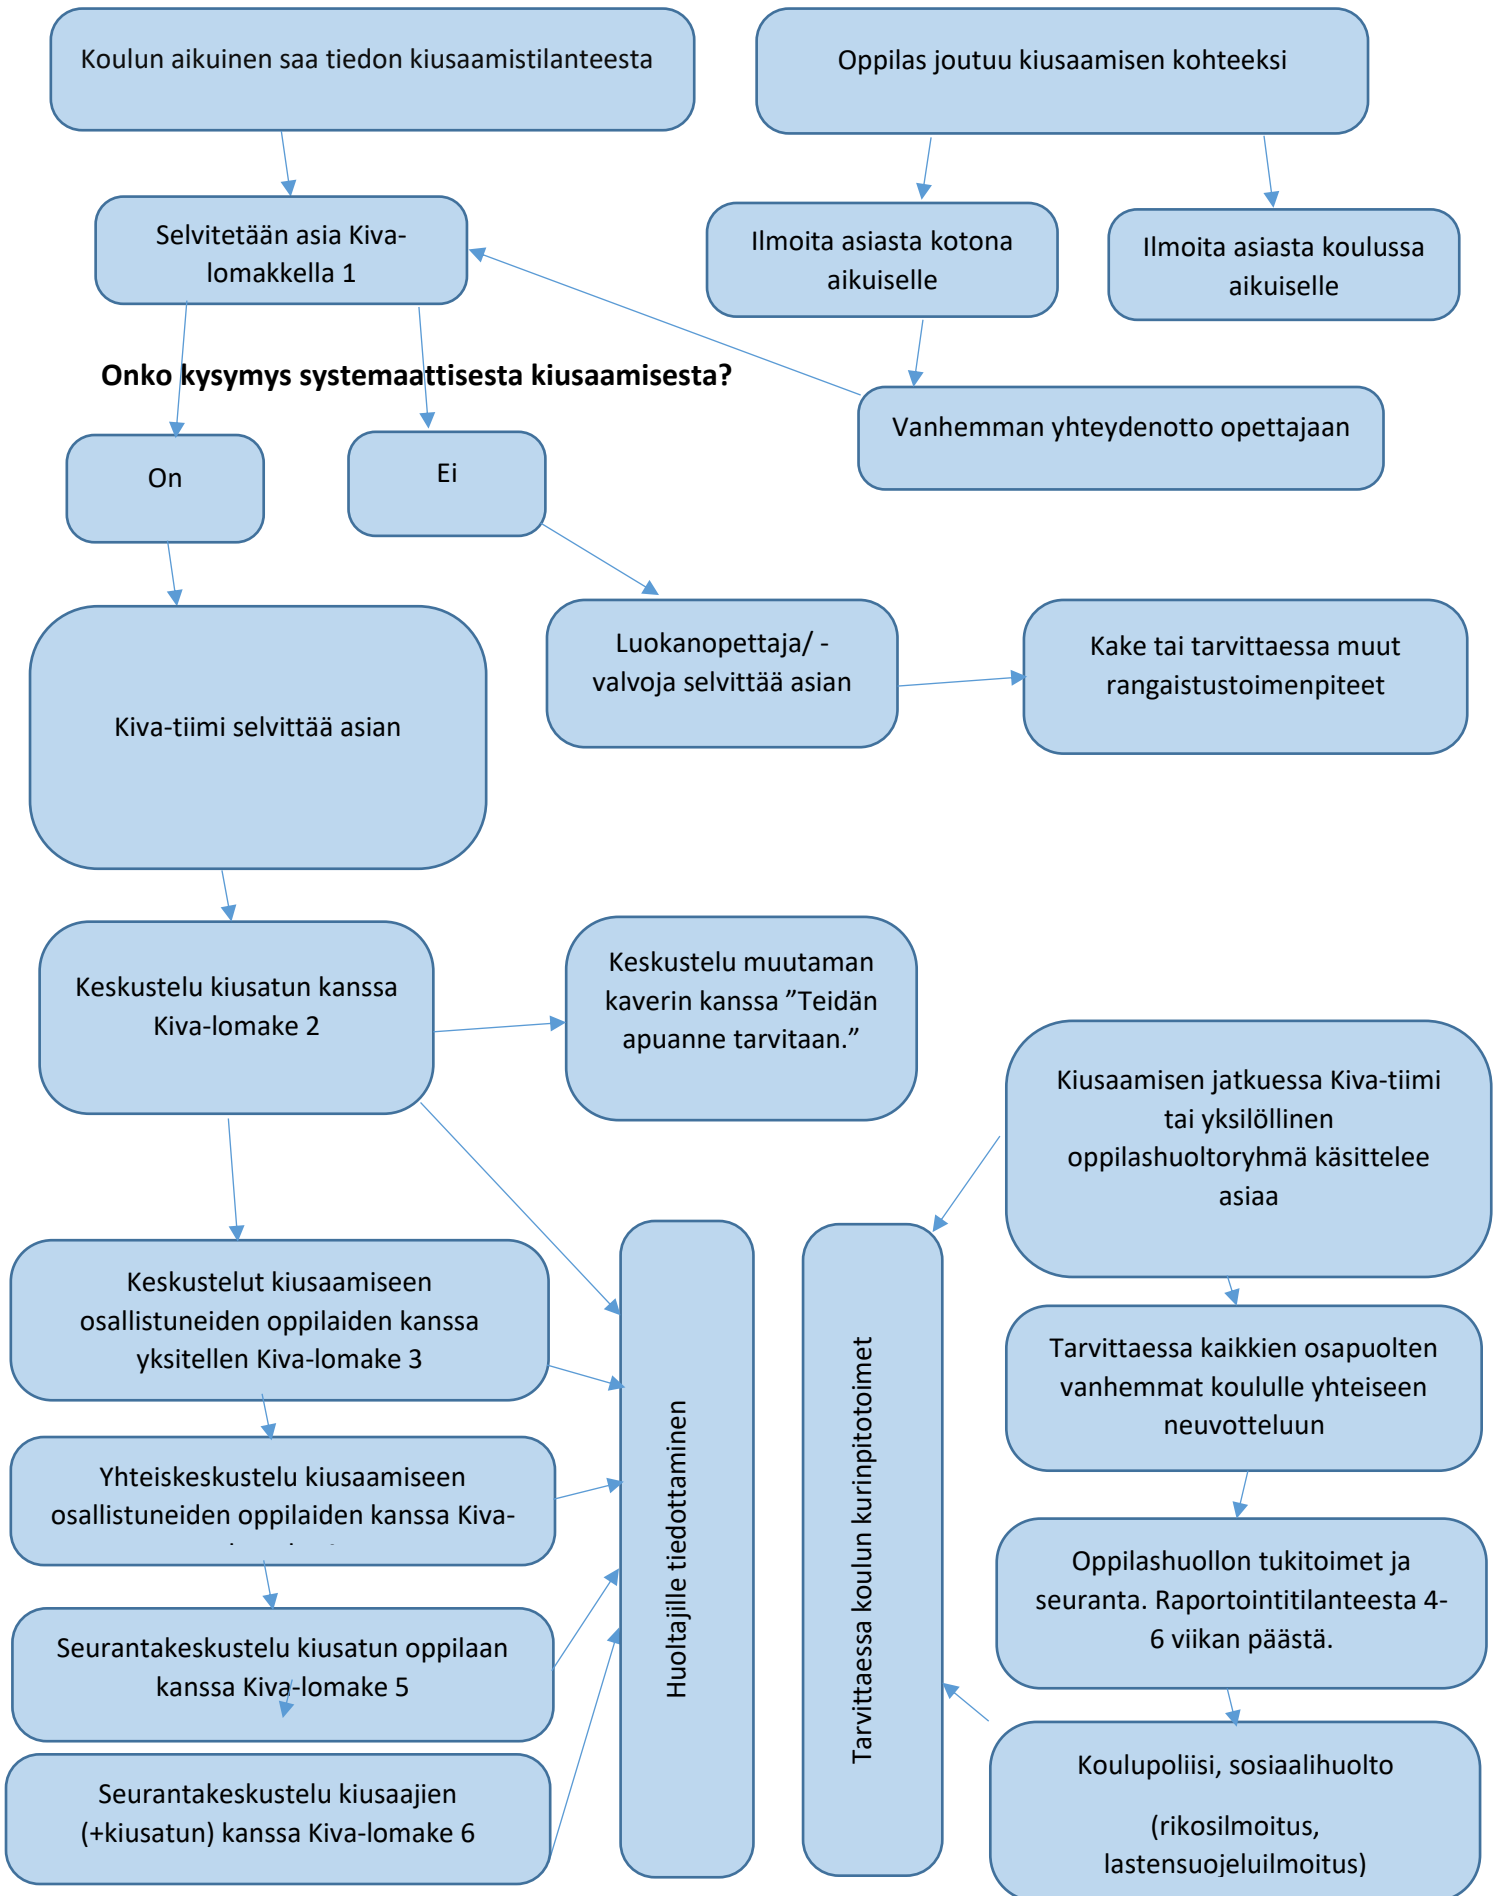 Koulun aikuinen saa tiedon kiusaamistilanteesta
Oppilas joutuu kiusaamisen kohteeksi
Selvitetään asia Kiva-
lomakkella 1
Ilmoita asiasta kotona
aikuiselle
Ilmoita asiasta koulussa
aikuiselle
Onko kysymys systemaattisesta kiusaamisesta?
Vanhemman yhteydenotto opettajaan
On
Ei
Luokanopettaja/ -
valvoja selvittää asian
Kake tai tarvittaessa muut
rangaistustoimenpiteet
Kiva-tiimi selvittää asian
Keskustelu kiusatun kanssa
Kiva-lomake 2
Keskustelu muutaman
kaverin kanssa ”Teidän
apuanne tarvitaan.”
Kiusaamisen jatkuessa Kiva-tiimi
tai yksilöllinen
oppilashuoltoryhmä käsittelee
asiaa
Keskustelut kiusaamiseen
osallistuneiden oppilaiden kanssa
yksitellen Kiva-lomake 3
Huoltajille tiedottaminen
Tarvittaessa koulun kurinpitotoimet
Tarvittaessa kaikkien osapuolten
vanhemmat koululle yhteiseen
neuvotteluun
Yhteiskeskustelu kiusaamiseen
osallistuneiden oppilaiden kanssa Kiva-
Oppilashuollon tukitoimet ja
seuranta. Raportointitilanteesta 4-
6 viikan päästä.
Seurantakeskustelu kiusatun oppilaan
kanssa Kiva-lomake 5
Seurantakeskustelu kiusaajien
(+kiusatun) kanssa Kiva-lomake 6
Koulupoliisi, sosiaalihuolto
(rikosilmoitus,
lastensuojeluilmoitus)